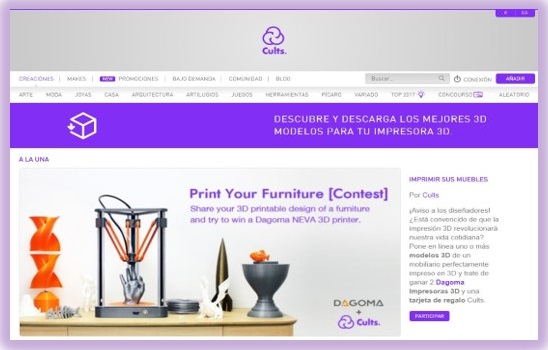 Cults.
CREACIONES | MAKES | NEW PROMOCIONES | BAJO DEMANDA | COMUNIDAD | BLOG
Buscar...
CONEXIÓN
AÑADIR
ARTE MODA JOYAS CASA ARQUITECTURA ARTILUGIOS JUEGOS HERRAMIENTAS PÍCARO VARIADO TOP 2017 CONCURSO ALEATORIO
DESCUBRE Y DESCARGA LOS MEJORES 3D
MODELOS PARA TU IMPRESORA 3D.
A LA UNA
Print Your Furniture [Contest]
Share your 3D printable design of a furniture
and try to win a Dagoma NEVA 3D printer.
DAGOMA
+
Cults.
IMPRIMIR SUS MUEBLES
Por Cults
¡Aviso a los diseñadores!
¿Está convencido de que la
impresión 3D revolucionará
nuestra vida cotidiana?
Pone en línea uno o más
modelos 3D de un
mobiliario perfectamente
impreso en 3D y trate de
ganar 2 Dagoma
Impresoras 3D y una
tarjeta de regalo Cults.
PARTICIPAR